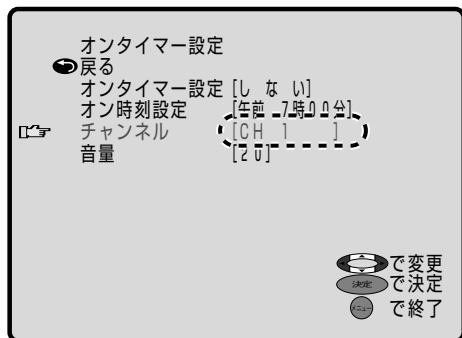 オンタイマー設定
戻る
オンタイマー設定 [し な い]
オン時刻設定 [午前 7時00分]
チャンネル [CH 1 ]
音量 [20]
で変更
決定 で決定
メニュー で終了